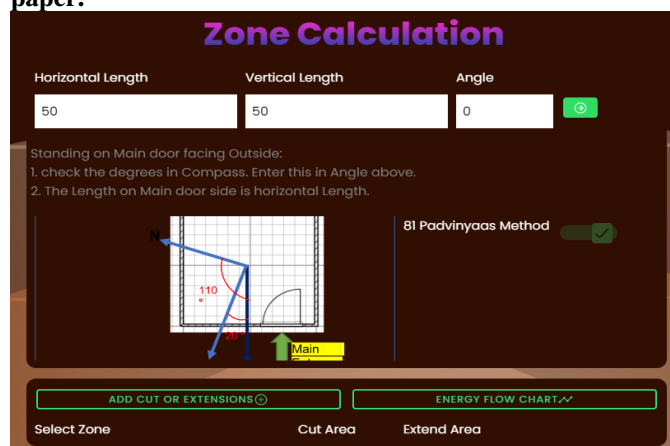 paper.
Zone Calculation
Horizontal Length Vertical Length Angle
50 50 0
Standing on Main door facing Outside:
1. check the degrees in Compass. Enter this in Angle above.
2. The Length on Main door side is horizontal Length.
81 Padvinyaas Method
N
110
°
20°
Main
ADD CUT OR EXTENSIONS ENERGY FLOW CHART
Select Zone Cut Area Extend Area